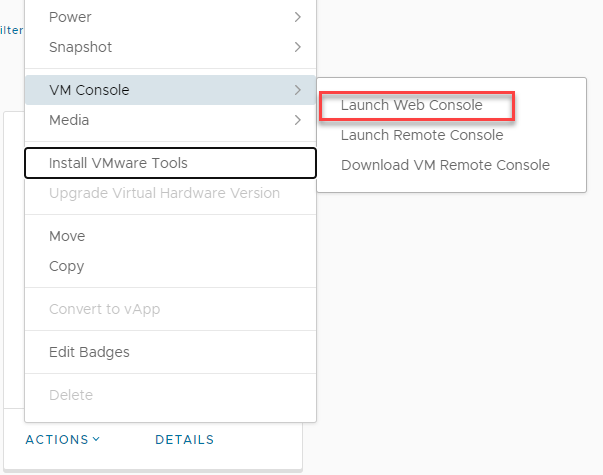 Power
ilter
Snapshot
VM Console
Launch Web Console
Media
Launch Remote Console
Install VMware Tools
Download VM Remote Console
Upgrade Virtual Hardware Version
Move
Copy
Convert to vApp
Edit Badges
Delete
ACTIONS
DETAILS